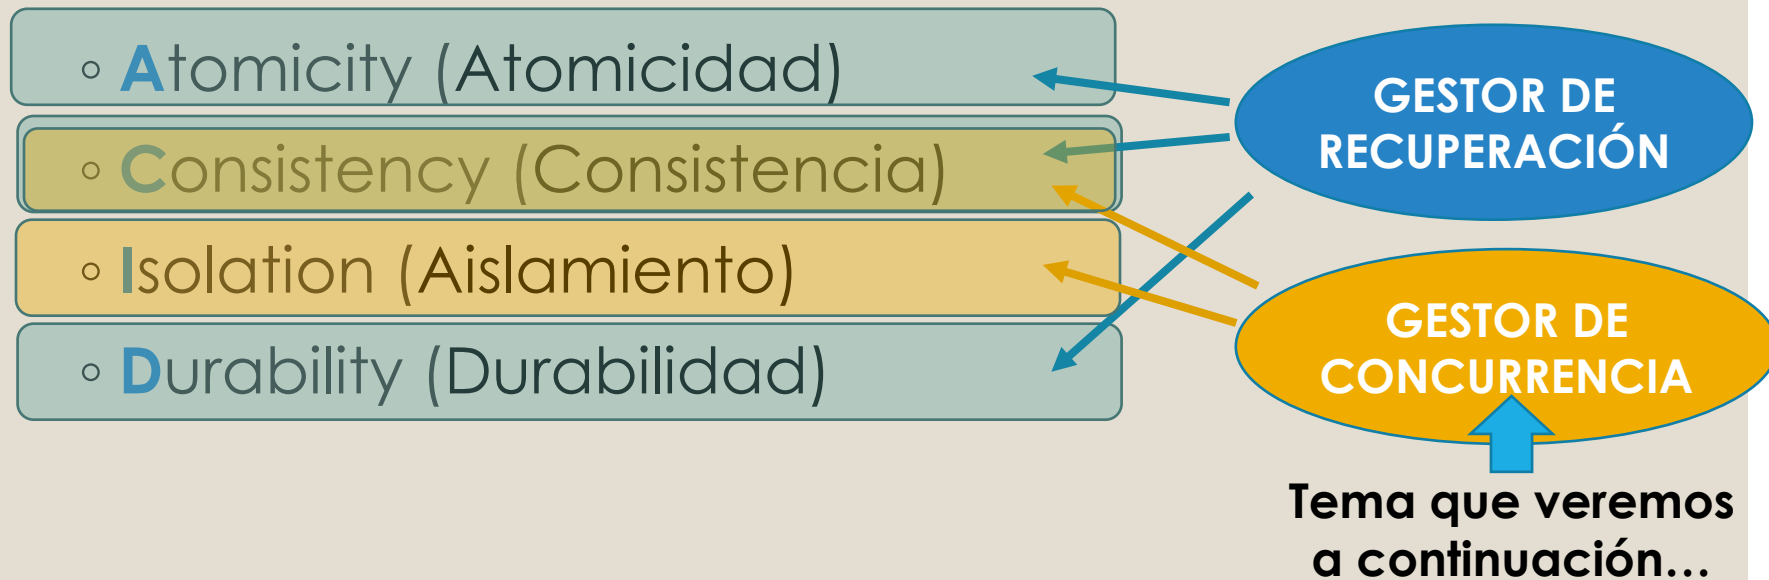 ◦ Atomicity (Atomicidad)
◦ Consistency (Consistencia)
◦ Isolation (Aislamiento)
◦ Durability (Durabilidad)
GESTOR DE
RECUPERACIÓN
GESTOR DE
CONCURRENCIA
Tema que veremos
a continuación…